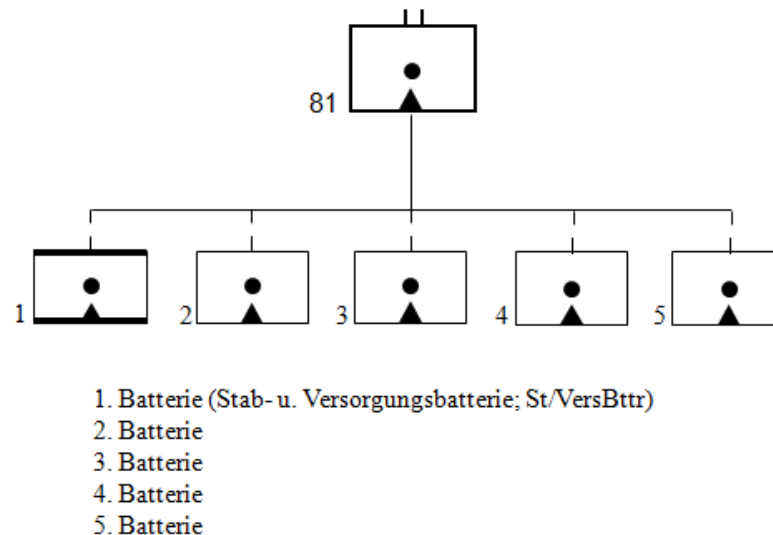 81
1
2
3
4
5
1. Batterie (Stab- u. Versorgungsbatterie; St/VersBttr)
2. Batterie
3. Batterie
4. Batterie
5. Batterie